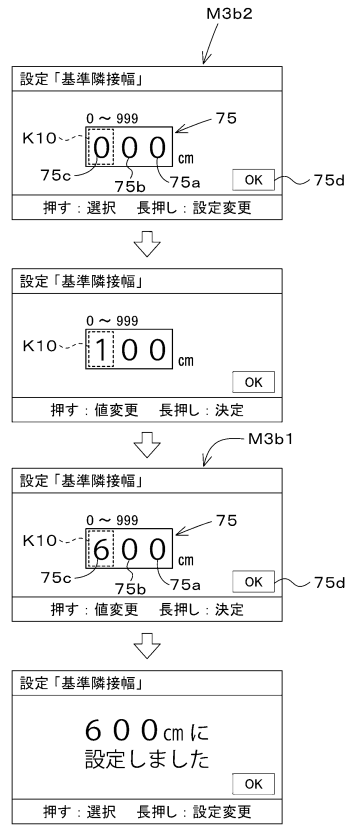 M3b2
設定「基準隣接幅」
0 ～ 999
K10
75
0 0 0 cm
75c
75b
75a
OK
75d
押す：選択　長押し：設定変更
設定「基準隣接幅」
0 ～ 999
K10
1 0 0 cm
OK
押す：値変更　長押し：決定
M3b1
設定「基準隣接幅」
0 ～ 999
K10
75
6 0 0 cm
75c
75b
75a
OK
75d
押す：値変更　長押し：決定
設定「基準隣接幅」
６００㎝に
設定しました
OK
押す：選択　長押し：設定変更